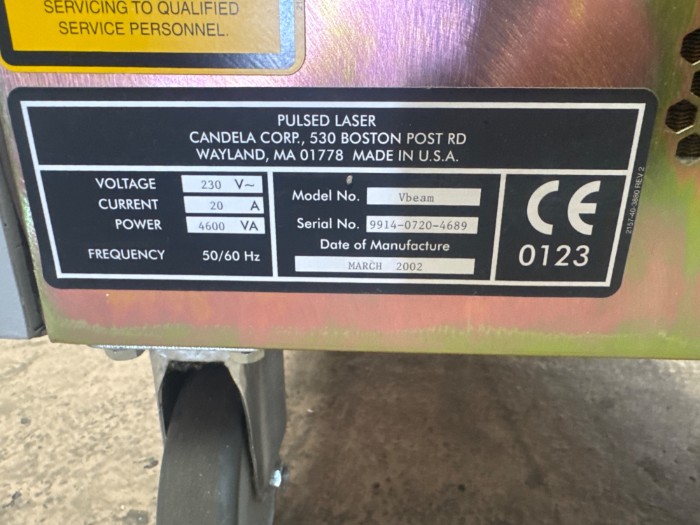 SERVICING TO QUALIFIED
SERVICE PERSONNEL.
PULSED LASER
CANDELA CORP., 530 BOSTON POST RD
WAYLAND, MA 01778 MADE IN U.S.A.
VOLTAGE 230 V~
CURRENT 20 A
POWER 4600 VA
FREQUENCY 50/60 Hz
Model No. Vbeam
Serial No. 9914-0720-4689
Date of Manufacture
MARCH 2002
CE
0123